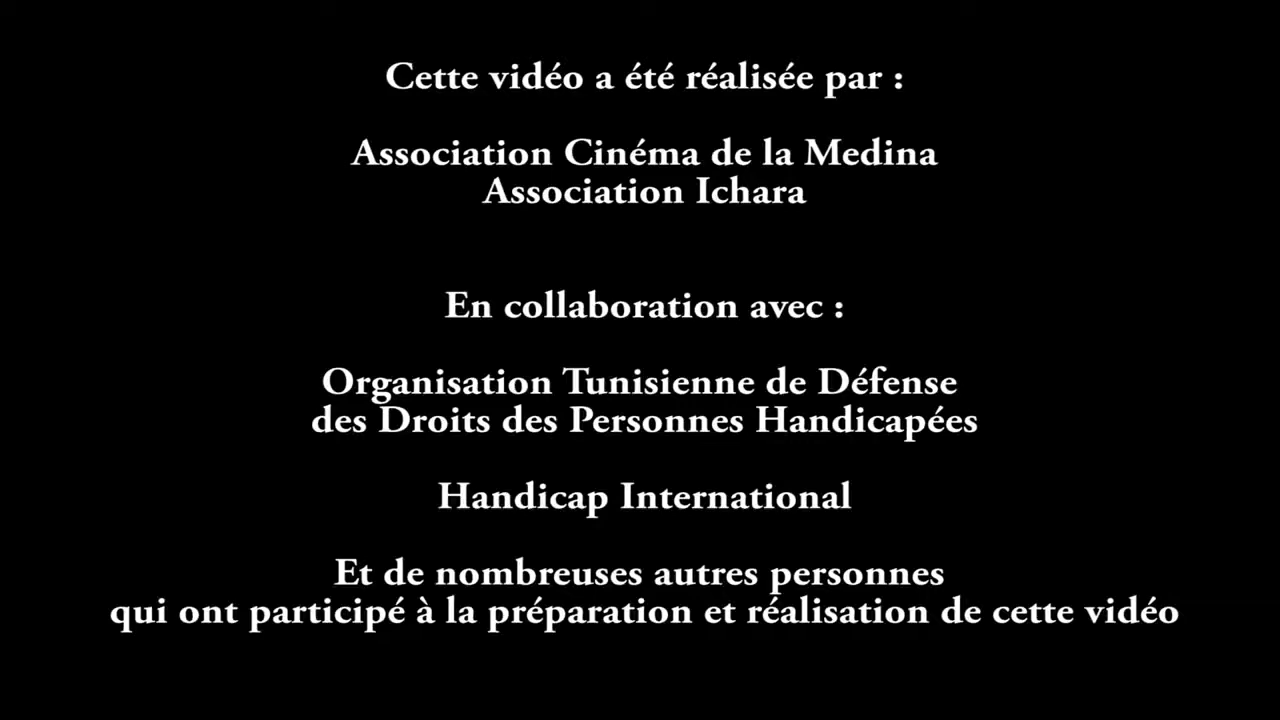 Cette vidéo a été réalisée par :
Association Cinéma de la Medina
Association Ichara
En collaboration avec :
Organisation Tunisienne de Défense
des Droits des Personnes Handicapées
Handicap International
Et de nombreuses autres personnes
qui ont participé à la préparation et réalisation de cette vidéo